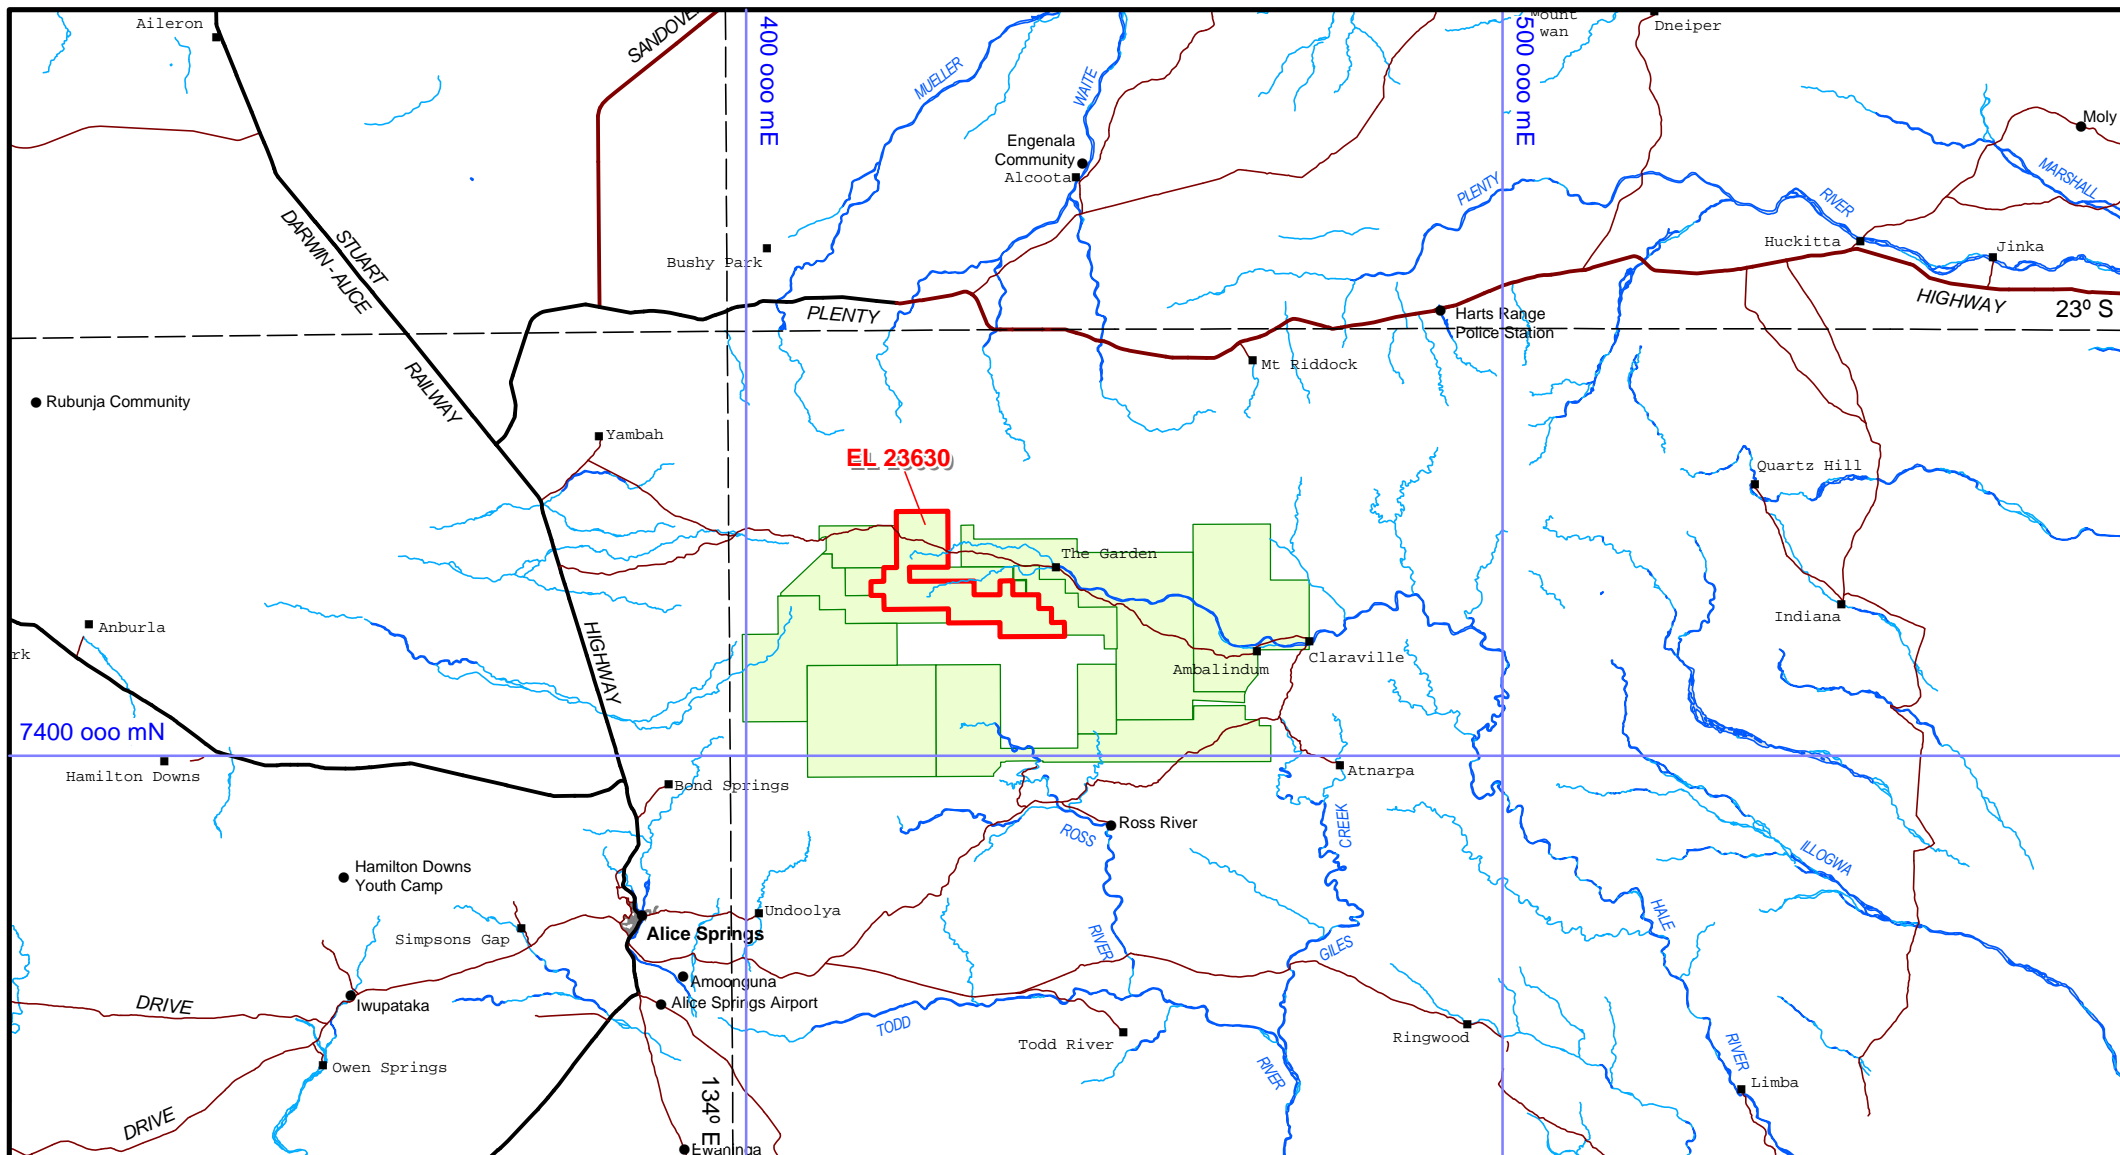 Aileron
SANDOVE
400 ooo mE
MUELLER
WAITE
500 ooo mE
Mount
wan
Dneiper
Moly
Engenala
Community
Alcoota
MARSHALL
PLENTY
RIVER
STUART
DARWIN - ALICE
Bushy Park
Huckitta
Jinka
PLENTY
HIGHWAY
23º S
Harts Range
Police Station
RAILWAY
Mt Riddock
Rubunja Community
Yambah
EL 23630
Quartz Hill
The Garden
Indiana
Anburla
rk
HIGHWAY
Ambalindum
Claraville
7400 ooo mN
Hamilton Downs
Bond Springs
Atnarpa
ROSS
Ross River
CREEK
ILLOGWA
Hamilton Downs
Youth Camp
Undoolya
HALE
Simpsons Gap
Alice Springs
RIVER
GILES
Amoonguna
Alice Springs Airport
DRIVE
Iwupataka
TODD
Todd River
Ringwood
RIVER
RIVER
Owen Springs
Limba
DRIVE
134º E
Ewaninga